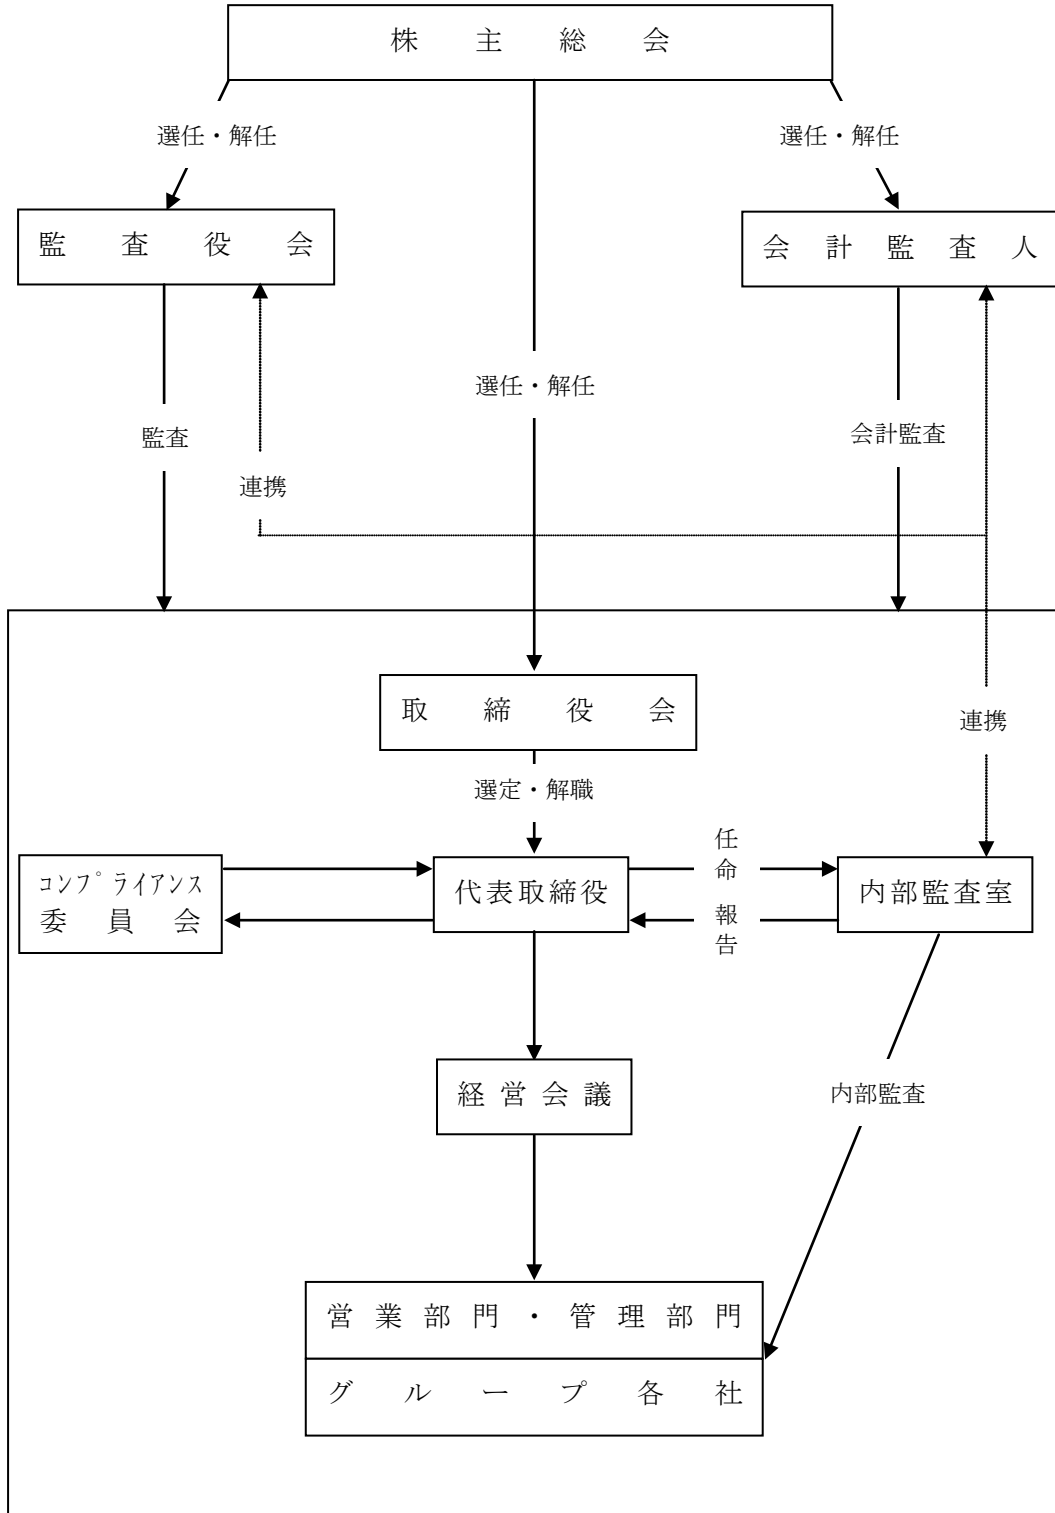 株主総会
選任・解任
選任・解任
監査役会
会計監査人
選任・解任
監査
会計監査
連携
取締役会
連携
選定・解職
任命
コンプライアンス
委員会
代表取締役
内部監査室
報告
経営会議
内部監査
営業部門・管理部門
グループ各社